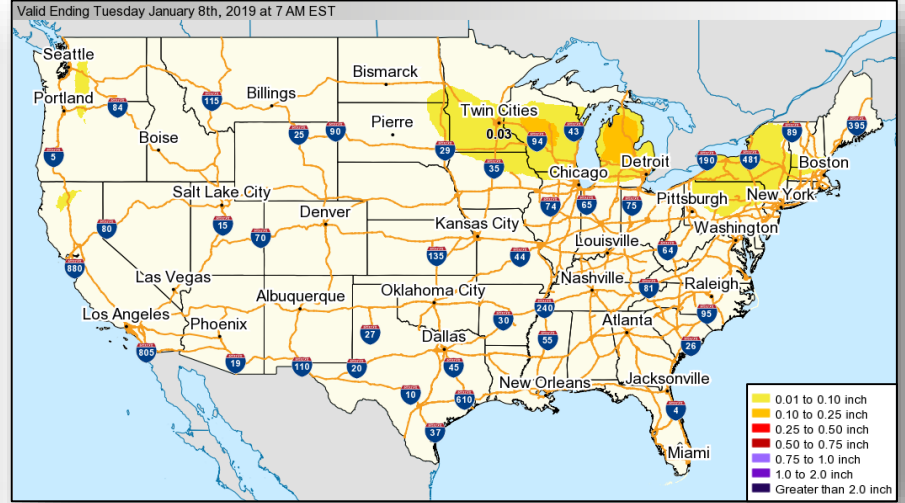 Valid Ending Tuesday January 8th, 2019 at 7 AM EST
Seattle
Portland
84
115
Billings
Bismarck
Twin Cities
0.03
94
43
395
89
Boise
25
90
Pierre
29
35
Chicago
Detroit
190
481
Boston
5
Salt Lake City
Denver
74
65
75
Pittsburgh
New York
80
15
70
Kansas City
135
44
Louisville
64
Washington
880
Las Vegas
Albuquerque
Oklahoma City
Nashville
81
Raleigh
Los Angeles
Phoenix
27
30
240
55
Atlanta
95
26
805
19
110
20
Dallas
45
10
610
New Orleans
Jacksonville
4
37
Miami
0.01 to 0.10 inch
0.10 to 0.25 inch
0.25 to 0.50 inch
0.50 to 0.75 inch
0.75 to 1.0 inch
1.0 to 2.0 inch
Greater than 2.0 inch